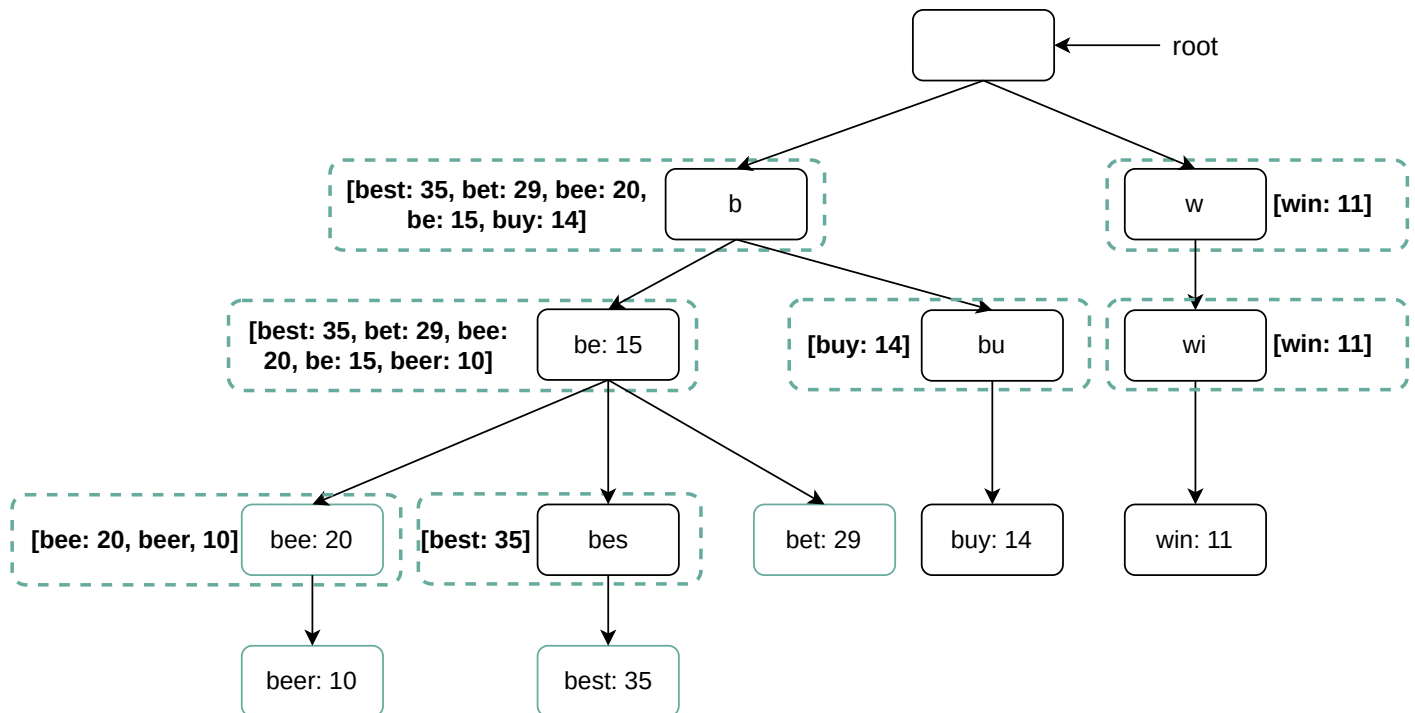 root
[best: 35, bet: 29, bee: 20,
be: 15, buy: 14]
b
w
[win: 11]
[best: 35, bet: 29, bee:
20, be: 15, beer: 10]
be: 15
[buy: 14]
bu
wi
[win: 11]
[bee: 20, beer, 10]
bee: 20
[best: 35]
bes
bet: 29
buy: 14
win: 11
beer: 10
best: 35